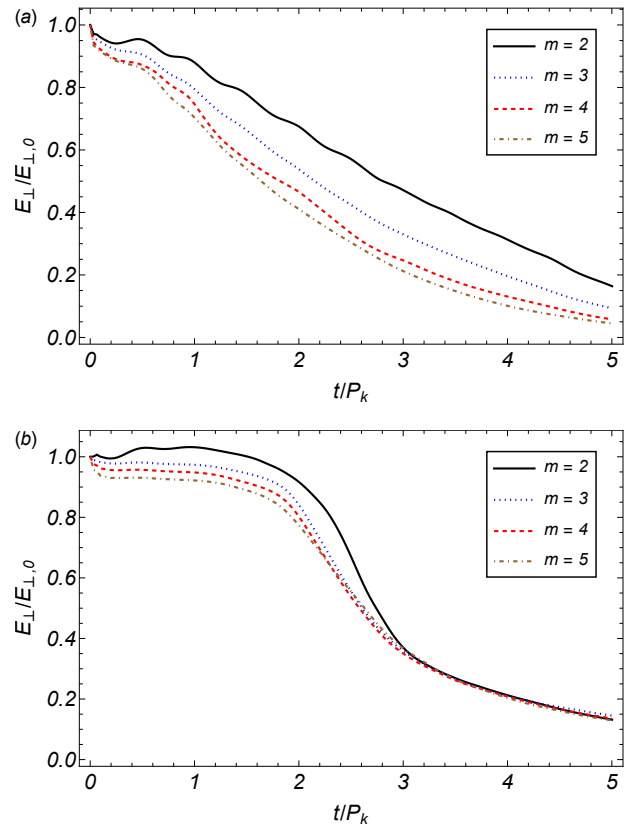 (a)
1.0
0.8
0.6
0.4
0.2
0.0
E⊥/E⊥,0
0 1 2 3 4 5
t/Pk
m = 2
m = 3
m = 4
m = 5
(b)
1.0
0.8
0.6
0.4
0.2
0.0
E⊥/E⊥,0
0 1 2 3 4 5
t/Pk
m = 2
m = 3
m = 4
m = 5